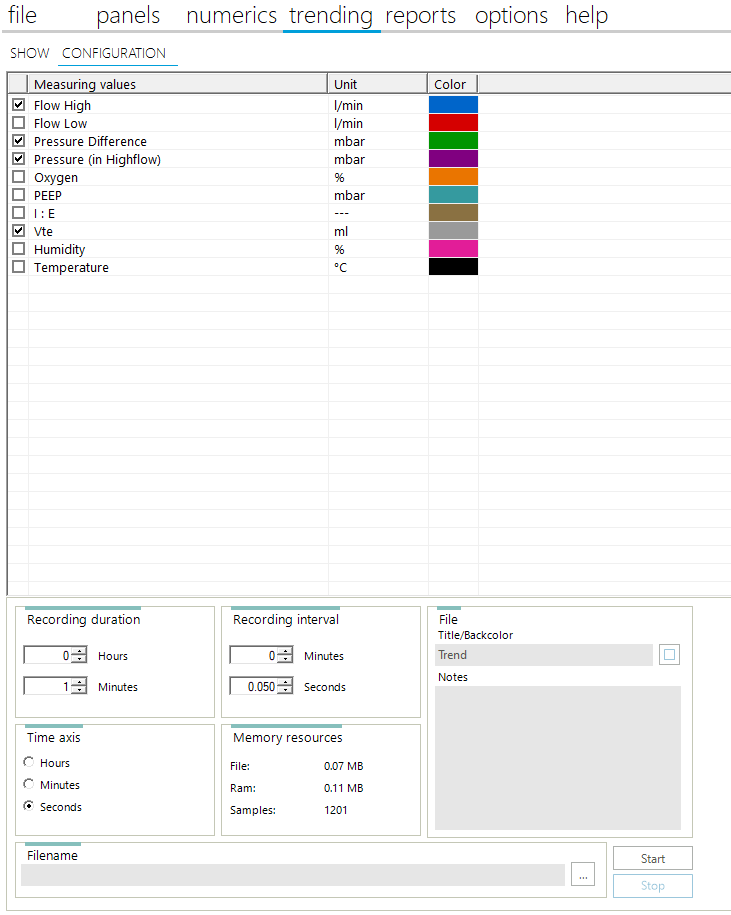 file panels numerics trending reports options help
SHOW CONFIGURATION
Measuring values Unit Color
Flow High l/min
Flow Low l/min
Pressure Difference mbar
Pressure (in Highflow) mbar
Oxygen %
PEEP mbar
I : E ---
Vte ml
Humidity %
Temperature °C
Recording duration
0 Hours
1 Minutes
Recording interval
0 Minutes
0.050 Seconds
File
Title/Backcolor
Trend
Notes
Time axis
Hours
Minutes
Seconds
Memory resources
File: 0.07 MB
Ram: 0.11 MB
Samples: 1201
Filename
...
Start
Stop